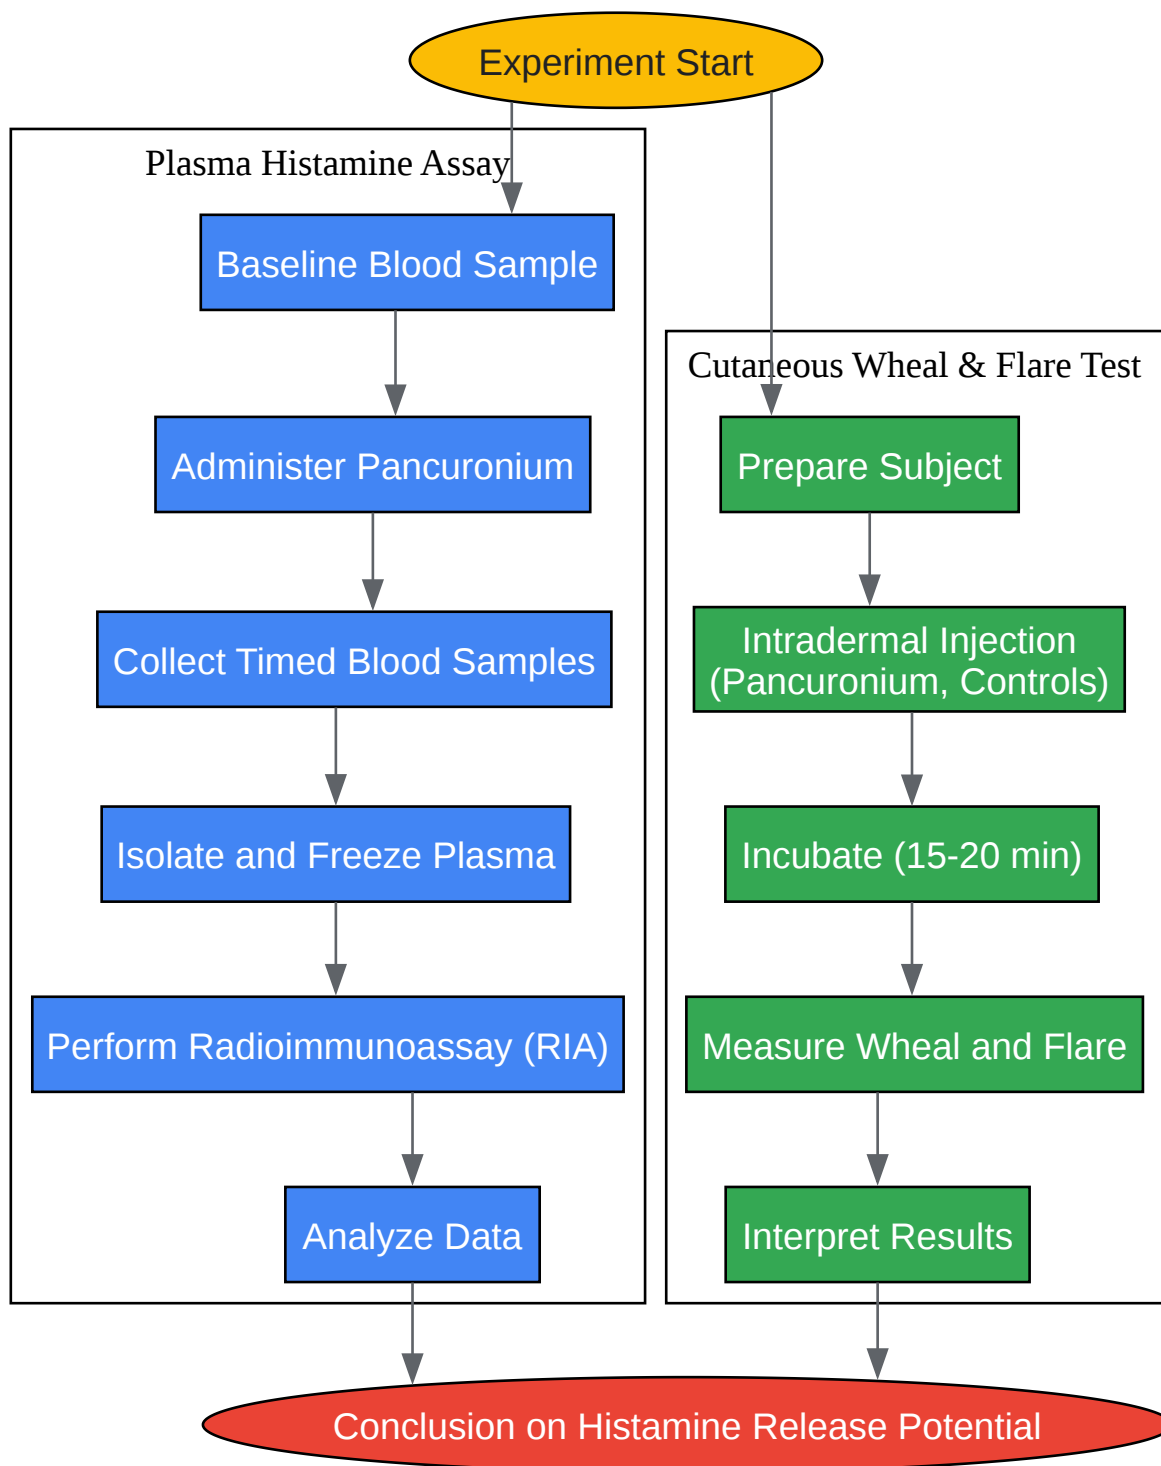 Experiment Start
Plasma Histamine Assay
Baseline Blood Sample
Administer Pancuronium
Collect Timed Blood Samples
Isolate and Freeze Plasma
Perform Radioimmunoassay (RIA)
Analyze Data
Cutaneous Wheal & Flare Test
Prepare Subject
Intradermal Injection
(Pancuronium, Controls)
Incubate (15-20 min)
Measure Wheal and Flare
Interpret Results
Conclusion on Histamine Release Potential